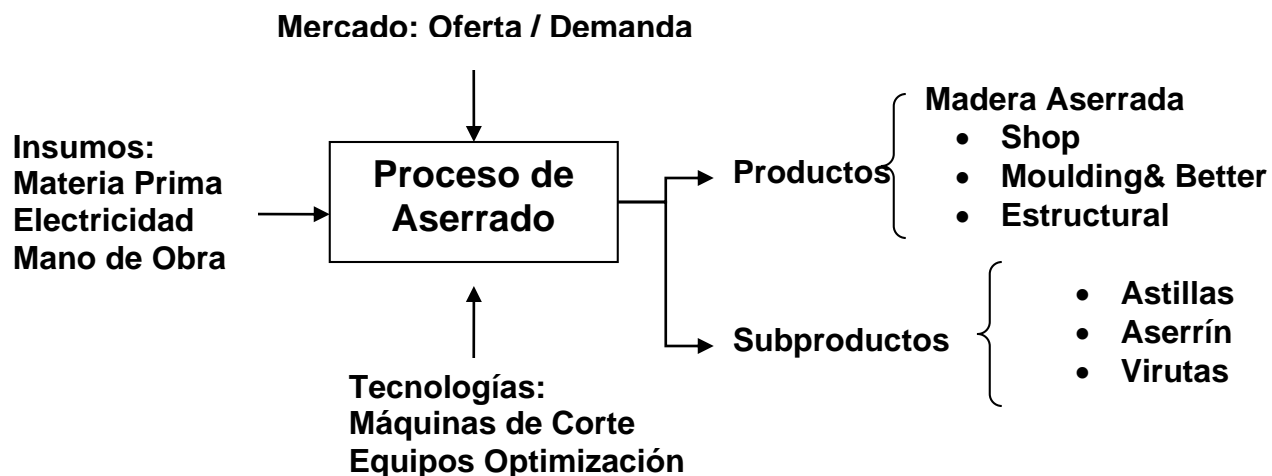 Mercado: Oferta / Demanda
Insumos:
Materia Prima
Electricidad
Mano de Obra
Proceso de
Aserrado
Tecnologías:
Máquinas de Corte
Equipos Optimización
Productos
Madera Aserrada
• Shop
• Moulding& Better
• Estructural
Subproductos
• Astillas
• Aserrín
• Virutas